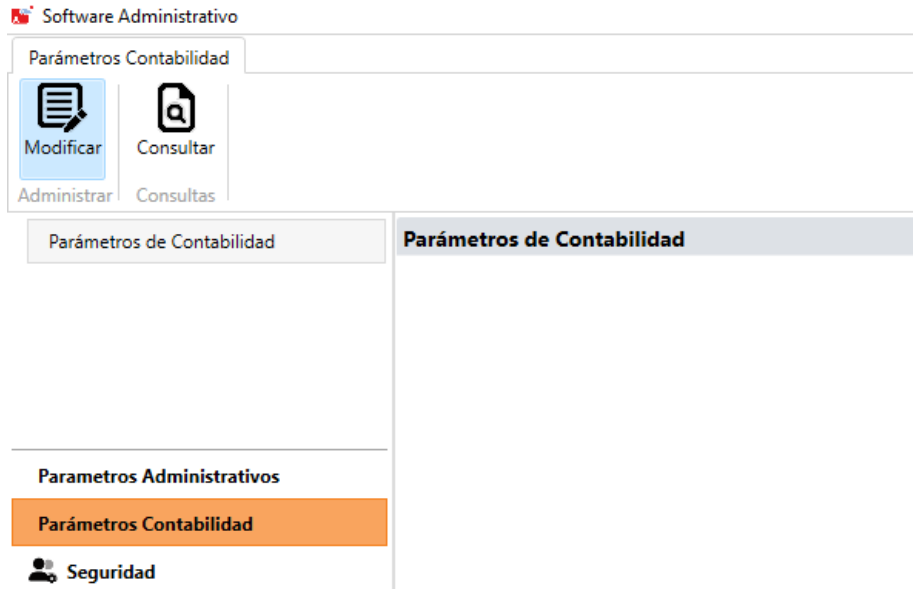 Software Administrativo
Parámetros Contabilidad
Modificar
Consultar
Administrar
Consultas
Parámetros de Contabilidad
Parámetros de Contabilidad
Parametros Administrativos
Parámetros Contabilidad
Seguridad